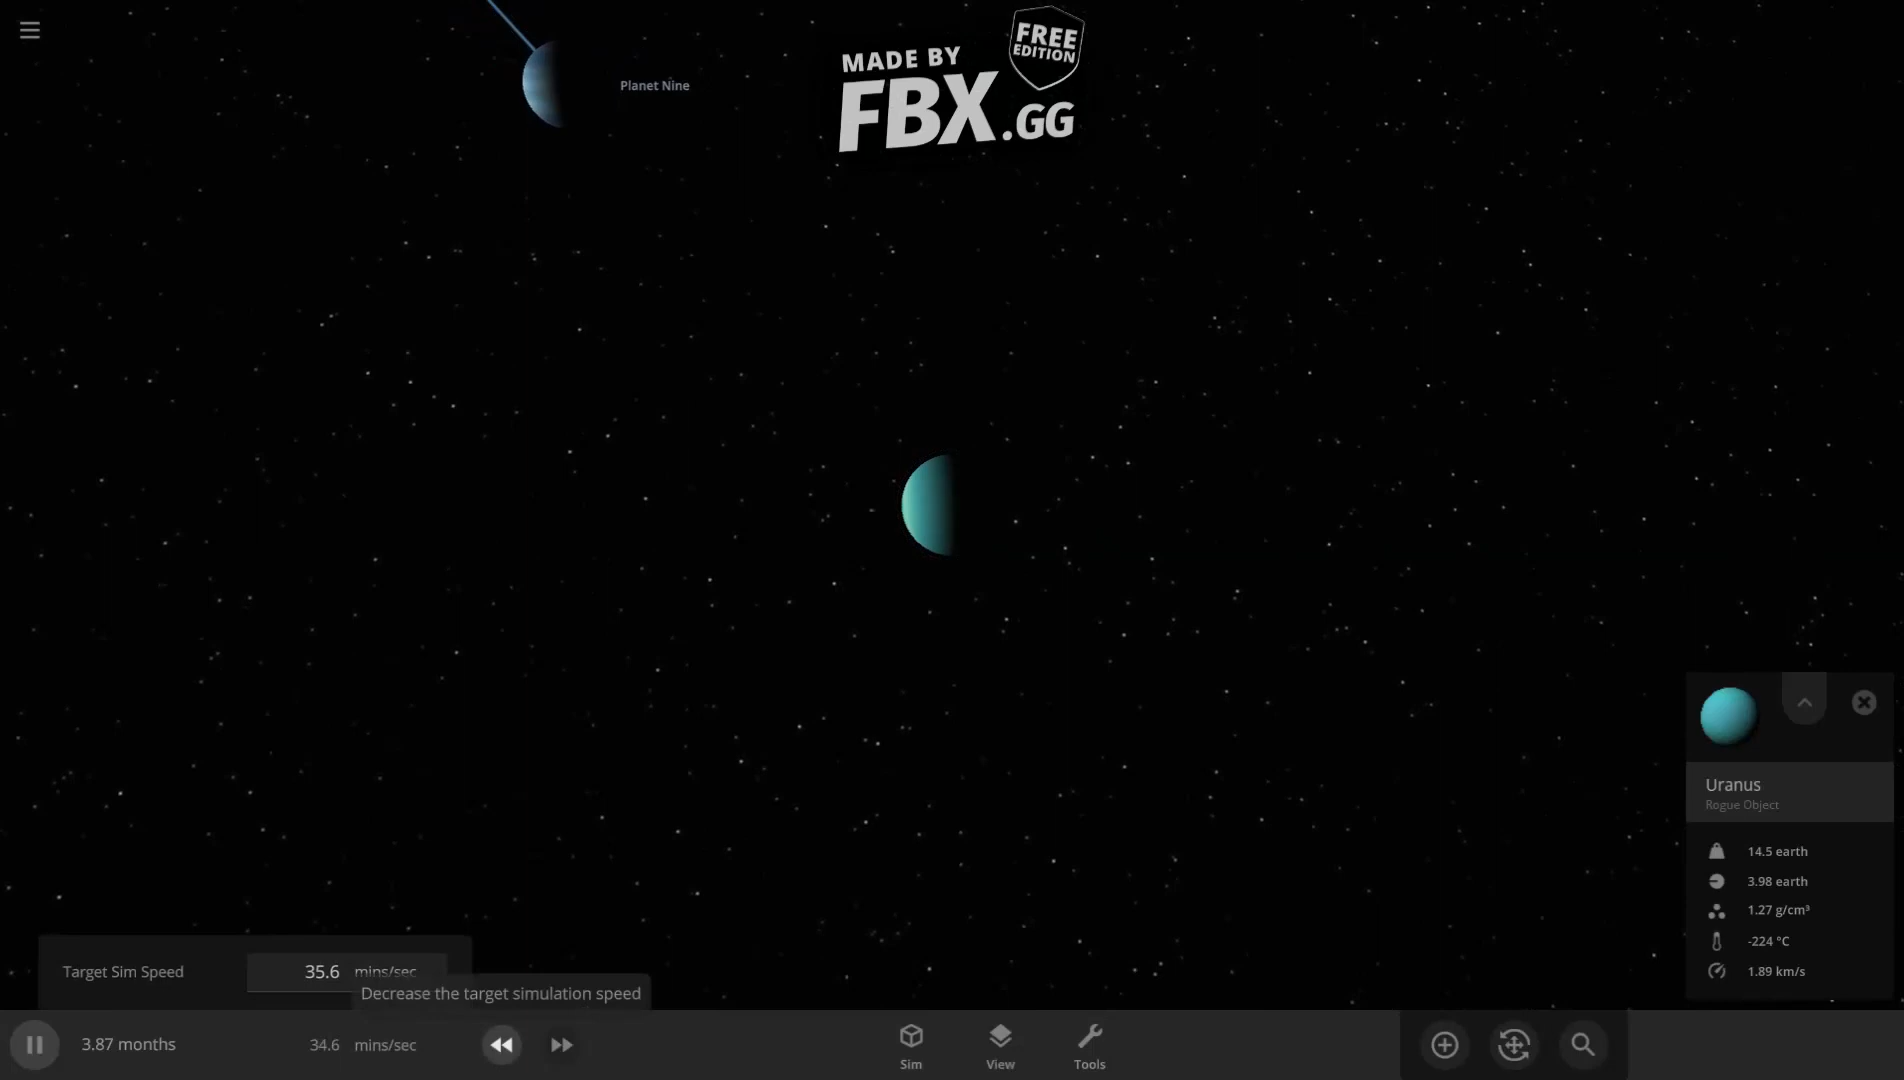 FREE
EDITION
MADE BY
FBX.GG
Planet Nine
Uranus
Rogue Object
14.5 earth
3.98 earth
1.27 g/cm³
-224 °C
1.89 km/s
Target Sim Speed 35.6 mins/sec
Decrease the target simulation speed
3.87 months 34.6 mins/sec
Sim View Tools